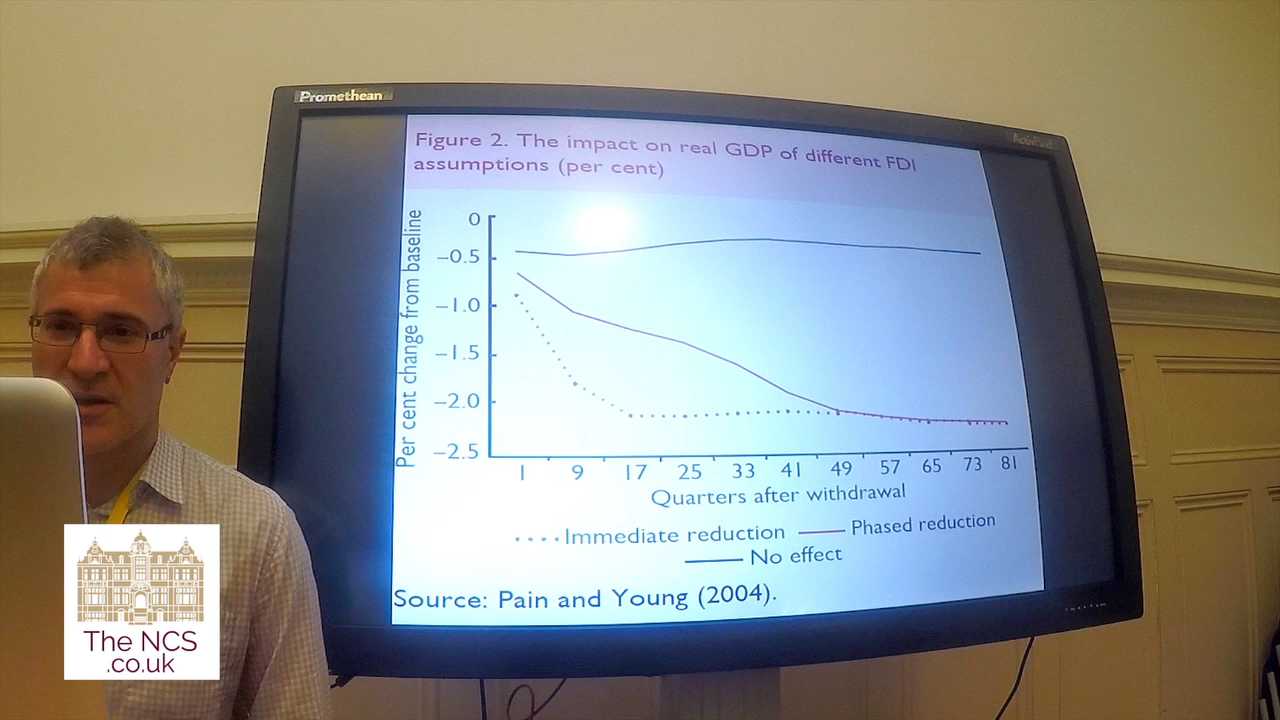 Promethean
ActivPanel
Figure 2. The impact on real GDP of different FDI
assumptions (per cent)
Per cent change from baseline
0
–0.5
–1.0
–1.5
–2.0
–2.5
1 9 17 25 33 41 49 57 65 73 81
Quarters after withdrawal
Immediate reduction Phased reduction
No effect
Source: Pain and Young (2004).
The NCS
.co.uk